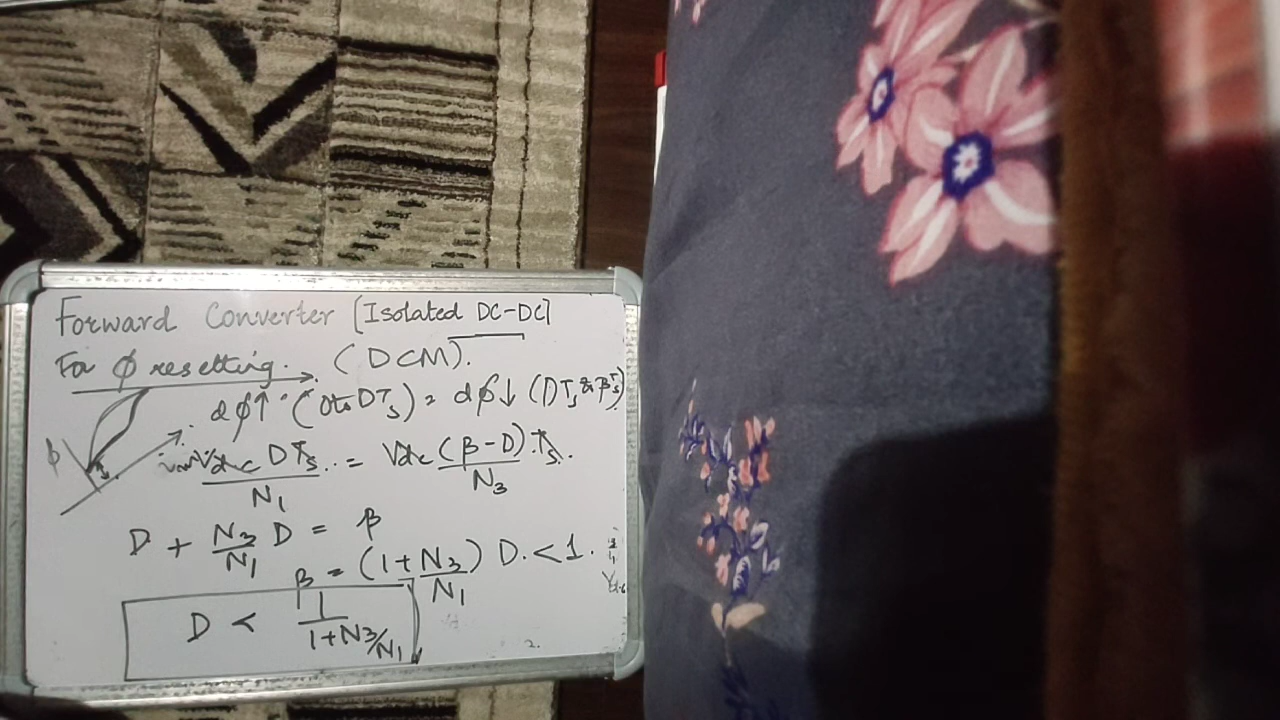 Forward Converter [Isolated DC-DC]
For ϕ resetting. (DCM).
dϕ↑ (0 to DTs) = dϕ↓ (DTs to βTs)
ϕ
Vdc DTs / N1 = Vdc (β-D).Ts. / N3
D + N3/N1 D = β
β = (1+N3/N1) D. < 1.
D < 1/(1+N3/N1)